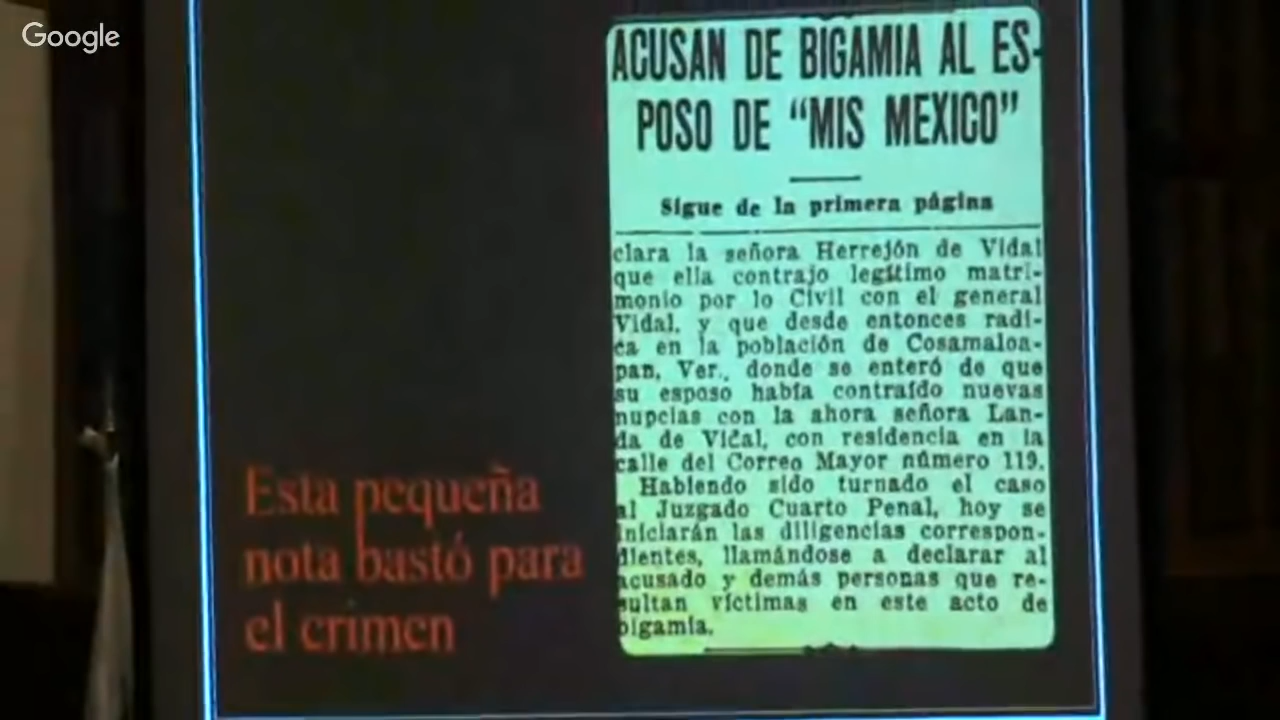 Google
ACUSAN DE BIGAMIA AL ES-
POSO DE “MIS MEXICO”
Sigue de la primera página
clara la señora Herrejón de Vidal
que ella contrajo legítimo matri-
monio por lo Civil con el general
Vidal, y que desde entonces radi-
ca en la población de Cosamaloa-
pan, Ver., donde se enteró de que
su esposo había contraído nuevas
nupcias con la ahora señora Lan-
da de Vidal, con residencia en la
calle del Correo Mayor número 119.
Habiendo sido turnado el caso
al Juzgado Cuarto Penal, hoy se
iniciarán las diligencias correspon-
dientes, llamándose a declarar al
acusado y demás personas que re-
sultan víctimas en este acto de
bigamia.
Esta pequeña
nota bastó para
el crimen